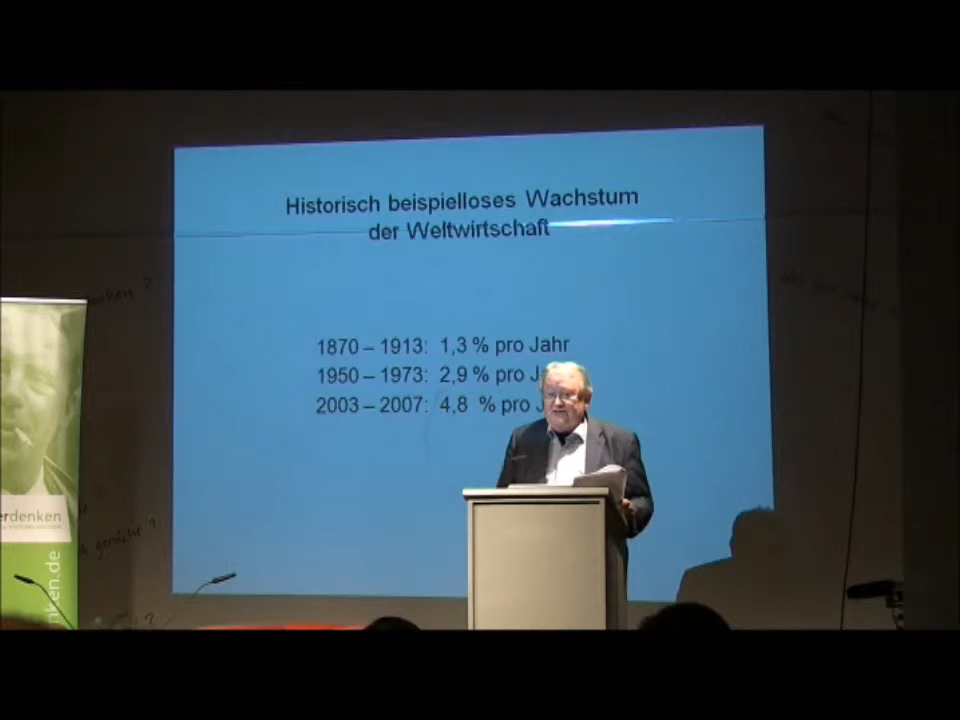 Historisch beispielloses Wachstum
der Weltwirtschaft
1870 – 1913: 1,3 % pro Jahr
1950 – 1973: 2,9 % pro J
2003 – 2007: 4,8 % pro J
erdenken
nken.de